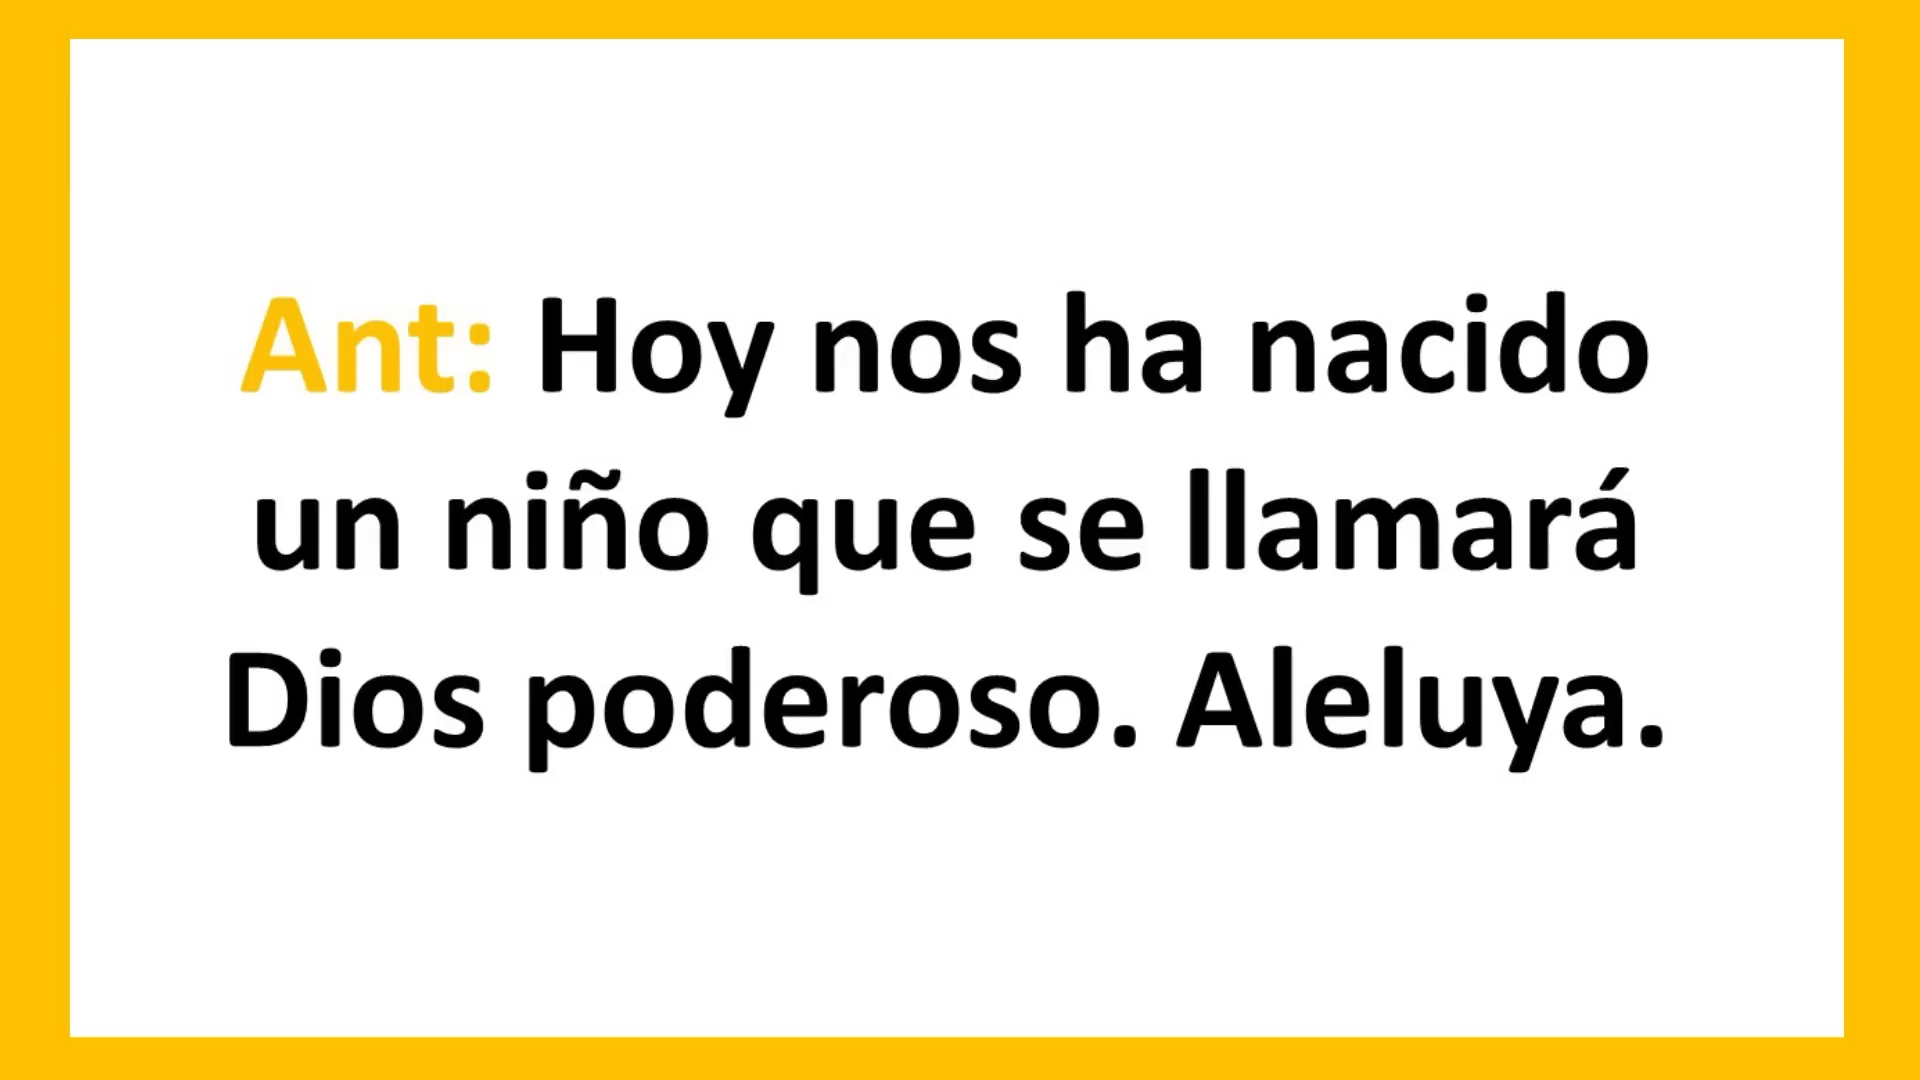 Ant: Hoy nos ha nacido
un niño que se llamará
Dios poderoso. Aleluya.